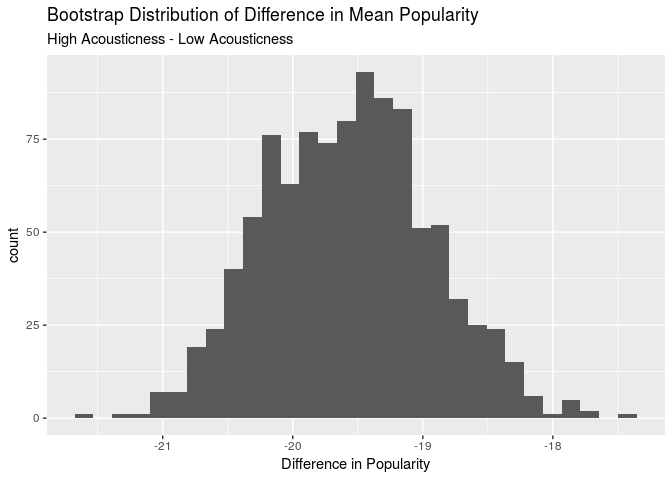 Bootstrap Distribution of Difference in Mean Popularity
High Acousticness - Low Acousticness
75
50
25
0
count
-21
-20
-19
-18
Difference in Popularity